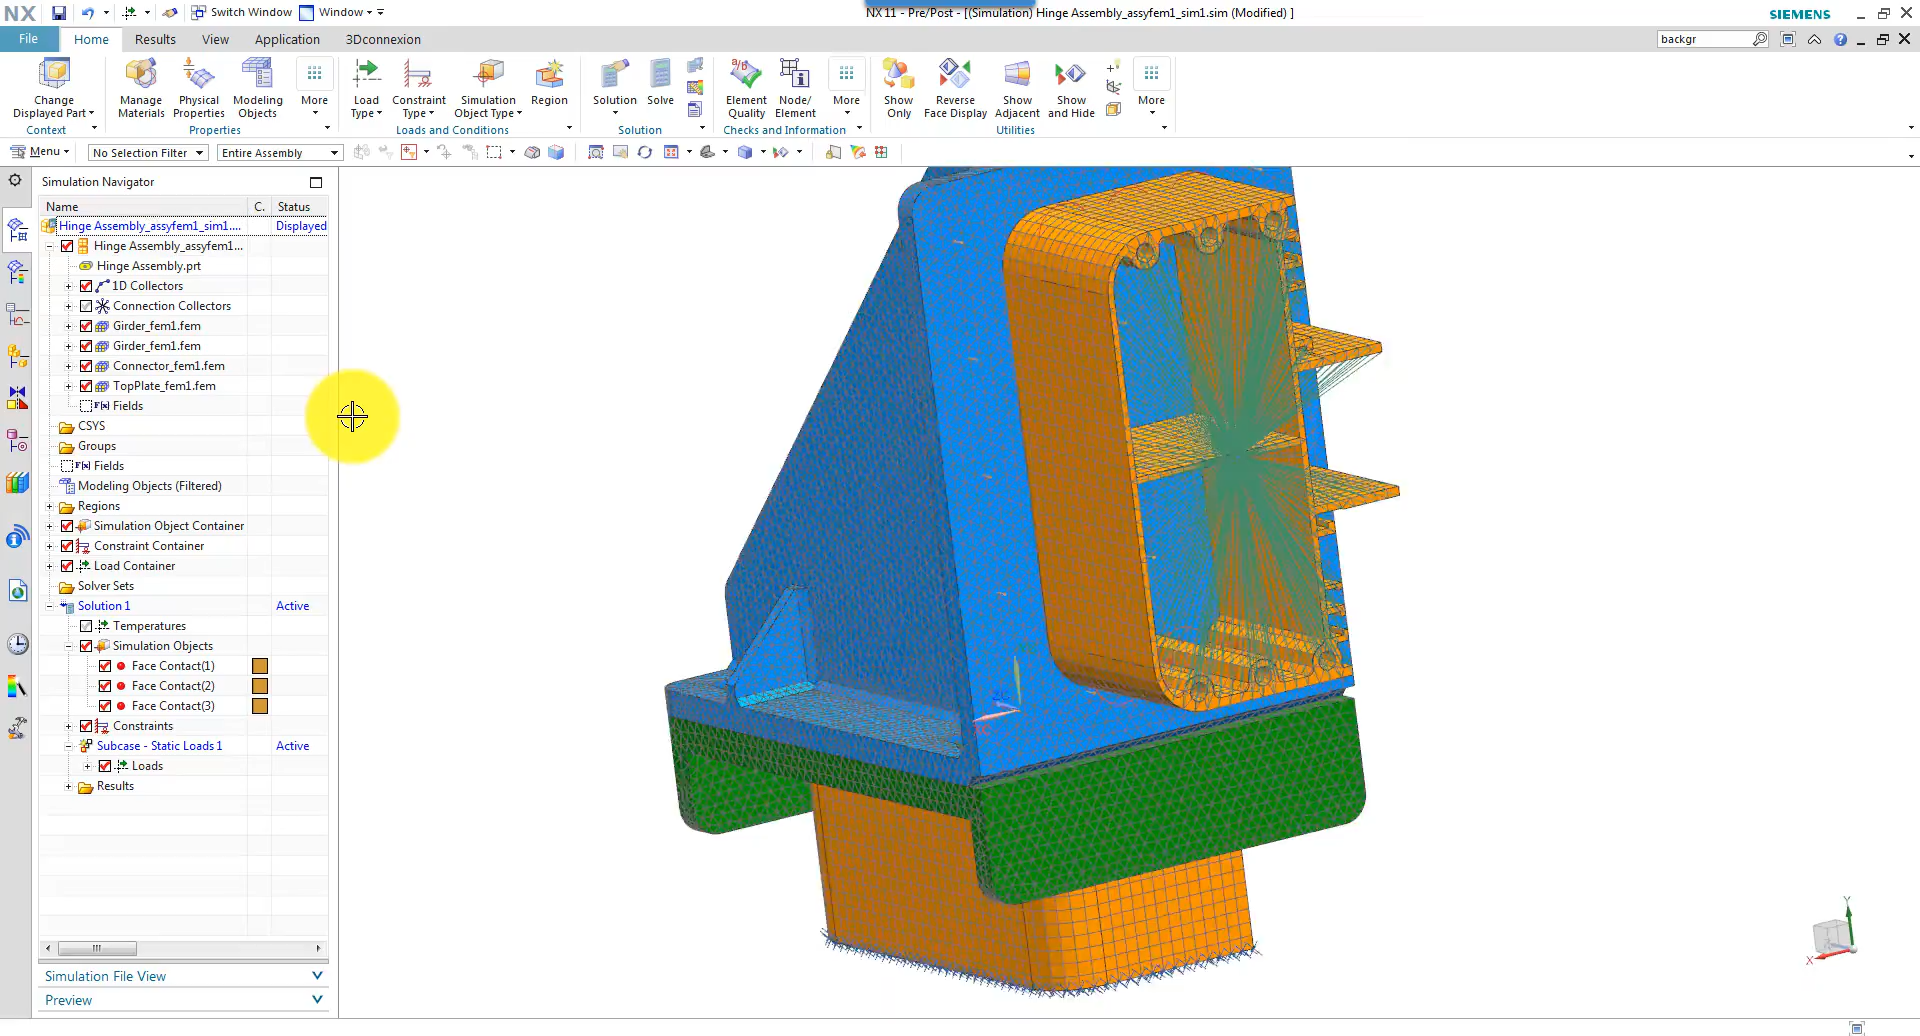 NX
Switch Window
Window
NX 11 - Pre/Post - [(Simulation) Hinge Assembly_assyfem1_sim1.sim (Modified) ]
SIEMENS
File
Home
Results
View
Application
3Dconnexion
backgr
Change Displayed Part
Manage Materials
Physical Properties
Modeling Objects
More
Load Type
Constraint Type
Simulation Object Type
Region
Solution
Solve
Element Quality
Node/ Element
More
Show Only
Reverse Face Display
Show Adjacent
Show and Hide
More
Context
Properties
Loads and Conditions
Solution
Checks and Information
Utilities
Menu
No Selection Filter
Entire Assembly
Simulation Navigator
Name
C.
Status
Hinge Assembly_assyfem1_sim1....
Displayed
Hinge Assembly_assyfem1...
Hinge Assembly.prt
1D Collectors
Connection Collectors
Girder_fem1.fem
Girder_fem1.fem
Connector_fem1.fem
TopPlate_fem1.fem
Fields
CSYS
Groups
Fields
Modeling Objects (Filtered)
Regions
Simulation Object Container
Constraint Container
Load Container
Solver Sets
Solution 1
Active
Temperatures
Simulation Objects
Face Contact(1)
Face Contact(2)
Face Contact(3)
Constraints
Subcase - Static Loads 1
Active
Loads
Results
Simulation File View
Preview
Y
X